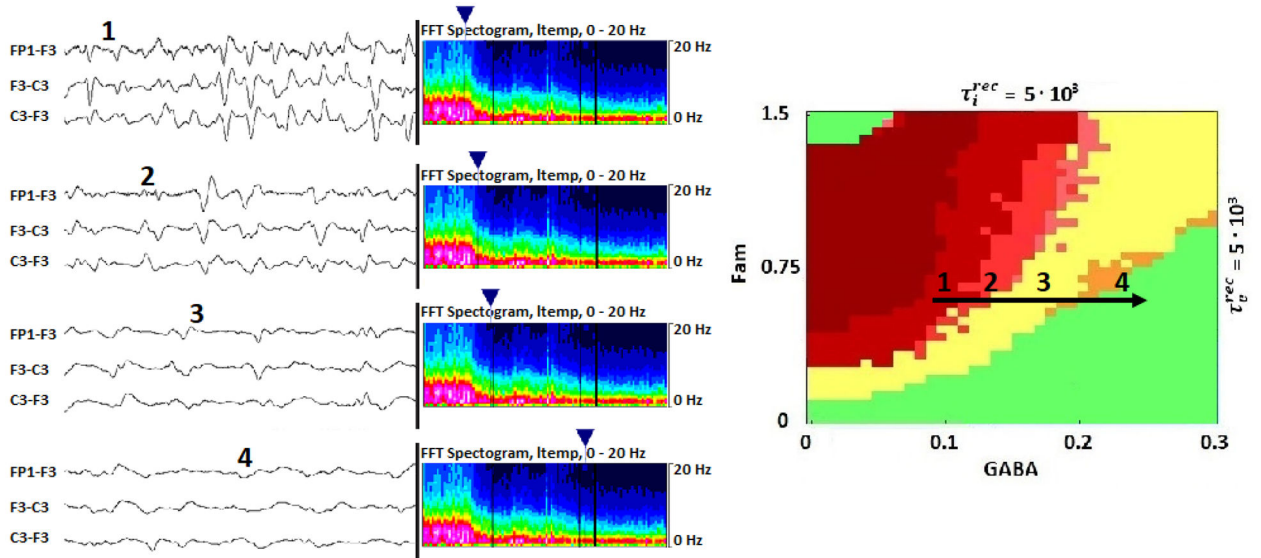 1
FP1-F3
F3-C3
C3-F3
FFT Spectogram, ltemp, 0 - 20 Hz
20 Hz
0 Hz
2
FP1-F3
F3-C3
C3-F3
FFT Spectogram, ltemp, 0 - 20 Hz
20 Hz
0 Hz
3
FP1-F3
F3-C3
C3-F3
FFT Spectogram, ltemp, 0 - 20 Hz
20 Hz
0 Hz
4
FP1-F3
F3-C3
C3-F3
FFT Spectogram, ltemp, 0 - 20 Hz
20 Hz
0 Hz
τᵢʳᵉᶜ = 5 · 10³
1.5
0.75
0
Fam
1 2 3 4
0 0.1 0.2 0.3
GABA
τₑʳᵉᶜ = 5 · 10³